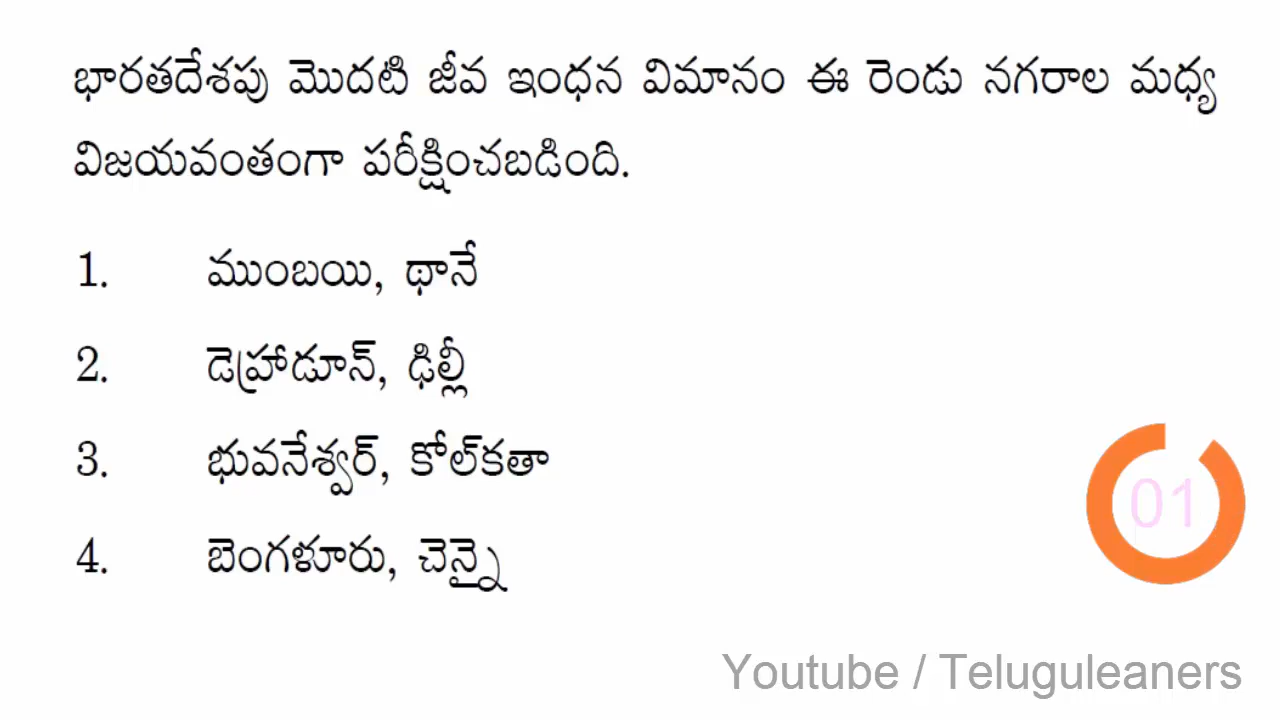 భారతదేశపు మొదటి జీవ ఇంధన విమానం ఈ రెండు నగరాల మధ్య
విజయవంతంగా పరీక్షించబడింది.
1. ముంబయి, థానే
2. డెహ్రాడూన్, ఢిల్లీ
3. భువనేశ్వర్, కోల్‌కతా
4. బెంగళూరు, చెన్నై
01
Youtube / Teluguleaners